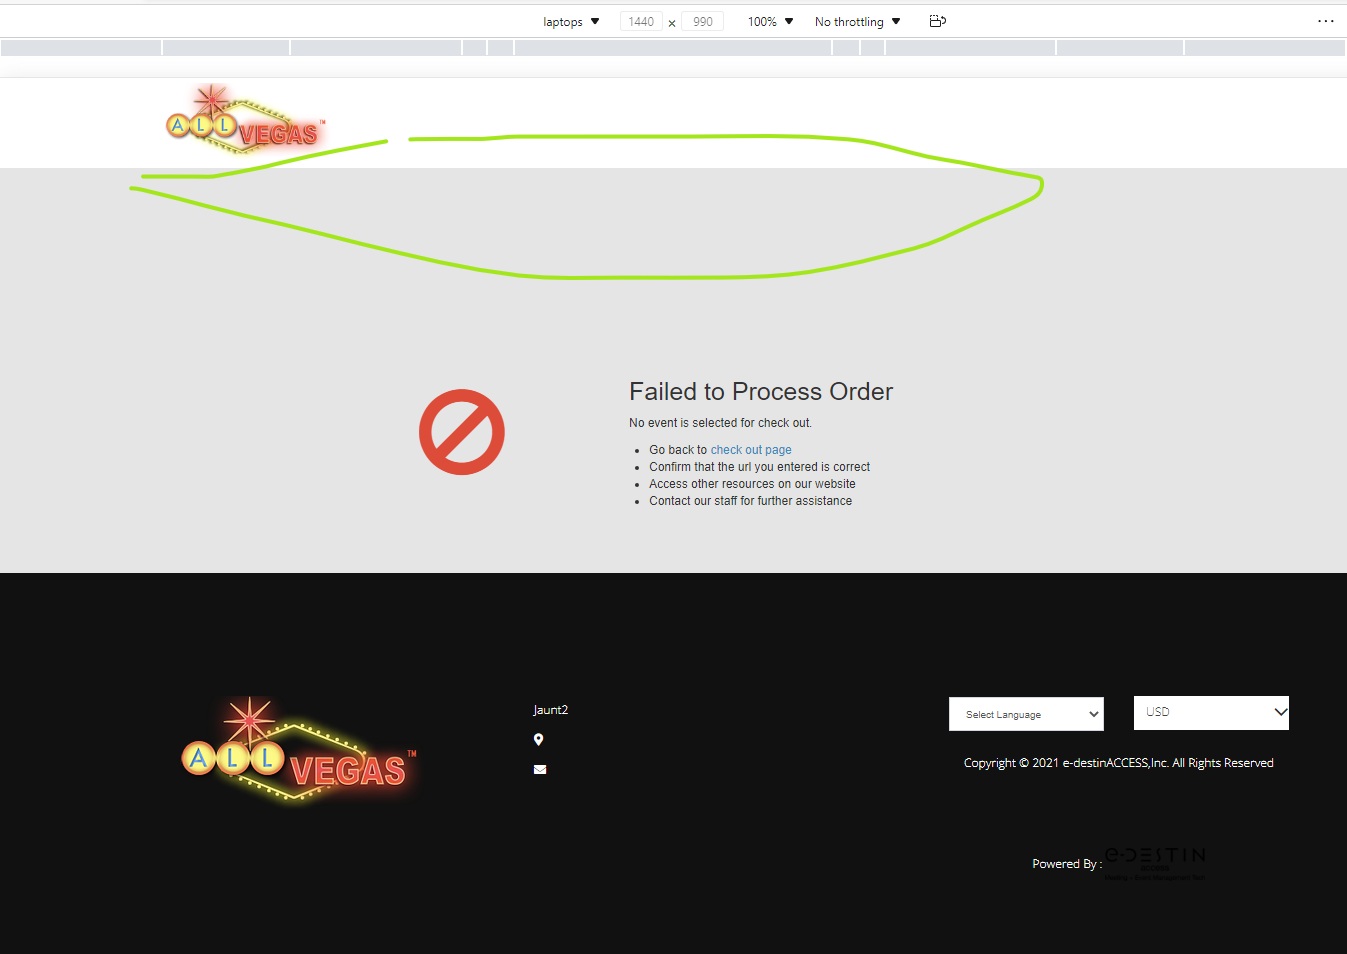 laptops 1440 x 990 100% No throttling
ALL VEGAS TM
Failed to Process Order
No event is selected for check out.
Go back to check out page
Confirm that the url you entered is correct
Access other resources on our website
Contact our staff for further assistance
ALL VEGAS TM
Jaunt2
Select Language
USD
Copyright © 2021 e-destinACCESS,Inc. All Rights Reserved
Powered By : e-DESTIN